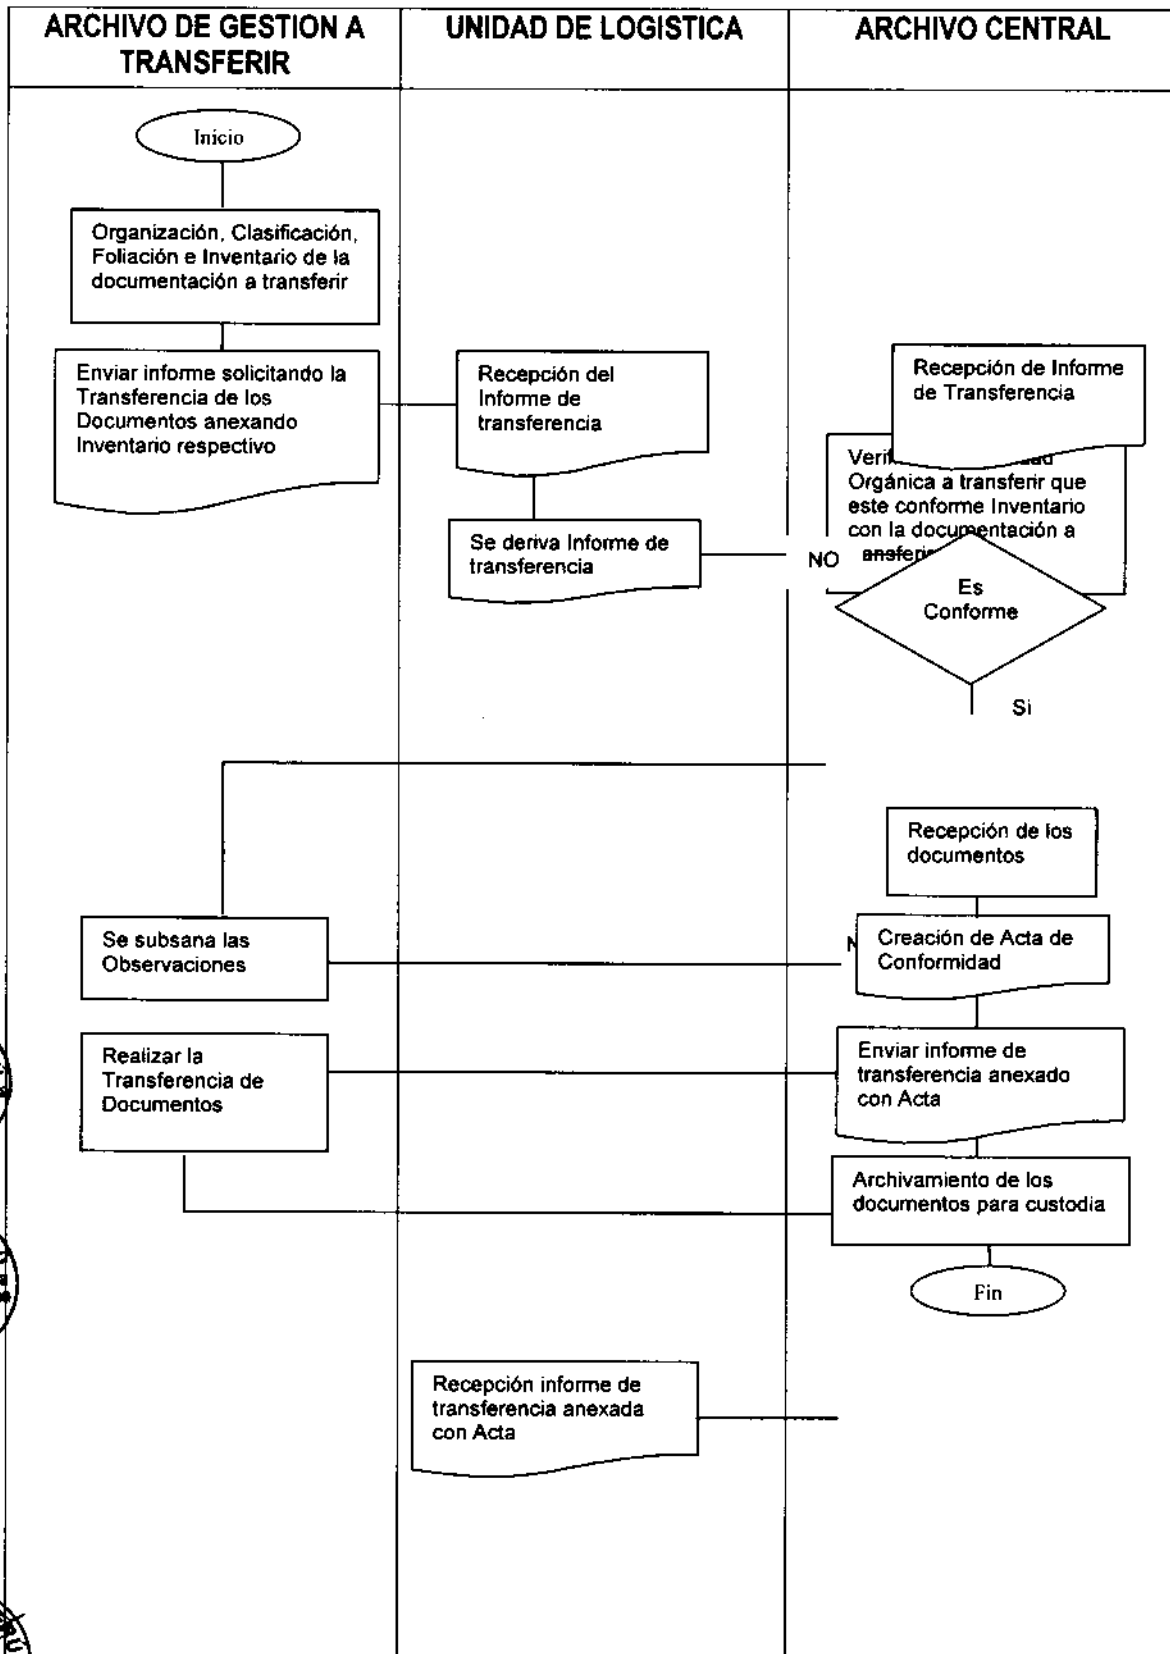 ARCHIVO DE GESTION A
TRANSFERIR
UNIDAD DE LOGISTICA
ARCHIVO CENTRAL
Inicio
Organización, Clasificación,
Foliación e Inventario de la
documentación a transferir
Enviar informe solicitando la
Transferencia de los
Documentos anexando
Inventario respectivo
Recepción del
Informe de
transferencia
Se deriva Informe de
transferencia
Recepción de Informe
de Transferencia
Orgánica a transferir que
este conforme Inventario
con la documentación a
NO
Es
Conforme
Si
Recepción de los
documentos
Se subsana las
Observaciones
Creación de Acta de
Conformidad
Realizar la
Transferencia de
Documentos
Enviar informe de
transferencia anexado
con Acta
Archivamiento de los
documentos para custodia
Fin
Recepción informe de
transferencia anexada
con Acta